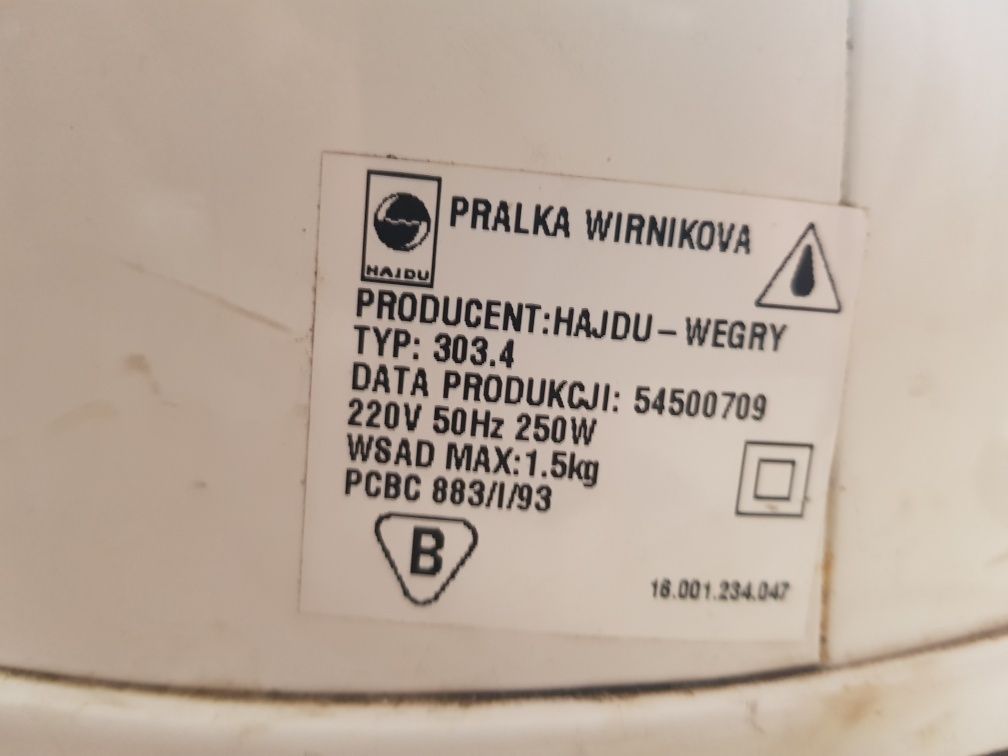 HAJDU
PRALKA WIRNIKOVA
PRODUCENT:HAJDU-WEGRY
TYP: 303.4
DATA PRODUKCJI: 54500709
220V 50Hz 250W
WSAD MAX:1.5kg
PCBC 883/I/93
B
16.001.234.047